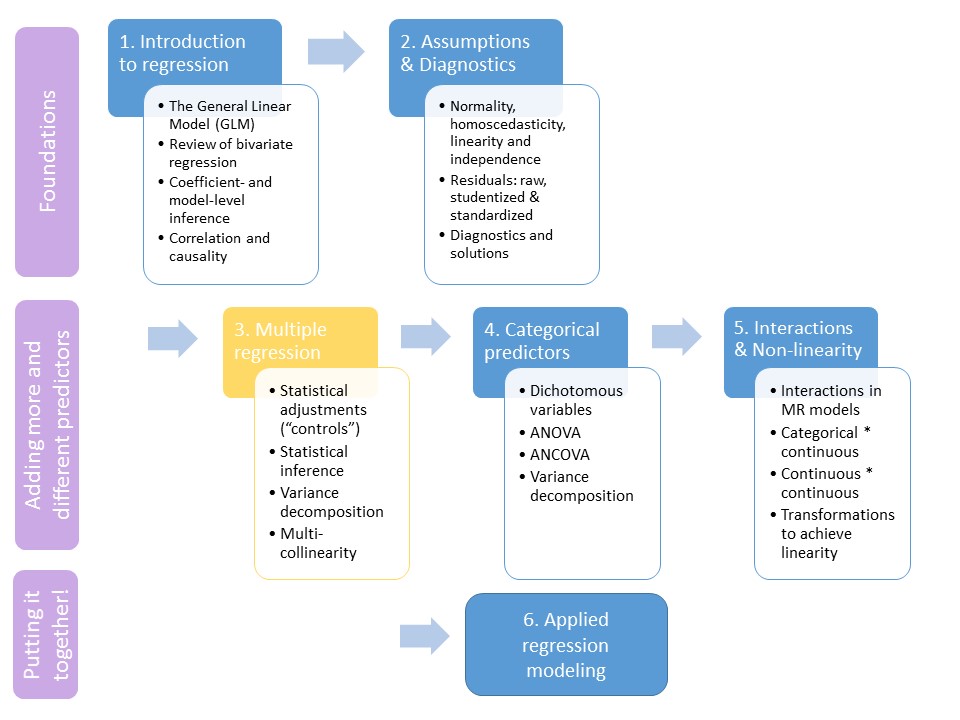 Foundations
1. Introduction
to regression
• The General Linear
Model (GLM)
• Review of bivariate
regression
• Coefficient- and
model-level
inference
• Correlation and
causality
2. Assumptions
& Diagnostics
• Normality,
homoscedasticity,
linearity and
independence
• Residuals: raw,
studentized &
standardized
• Diagnostics and
solutions
Adding more and
different predictors
3. Multiple
regression
• Statistical
adjustments
(“controls”)
• Statistical
inference
• Variance
decomposition
• Multi-
collinearity
4. Categorical
predictors
• Dichotomous
variables
• ANOVA
• ANCOVA
• Variance
decomposition
5. Interactions
& Non-linearity
• Interactions in
MR models
• Categorical *
continuous
• Continuous *
continuous
• Transformations
to achieve
linearity
Putting it
together!
6. Applied
regression
modeling